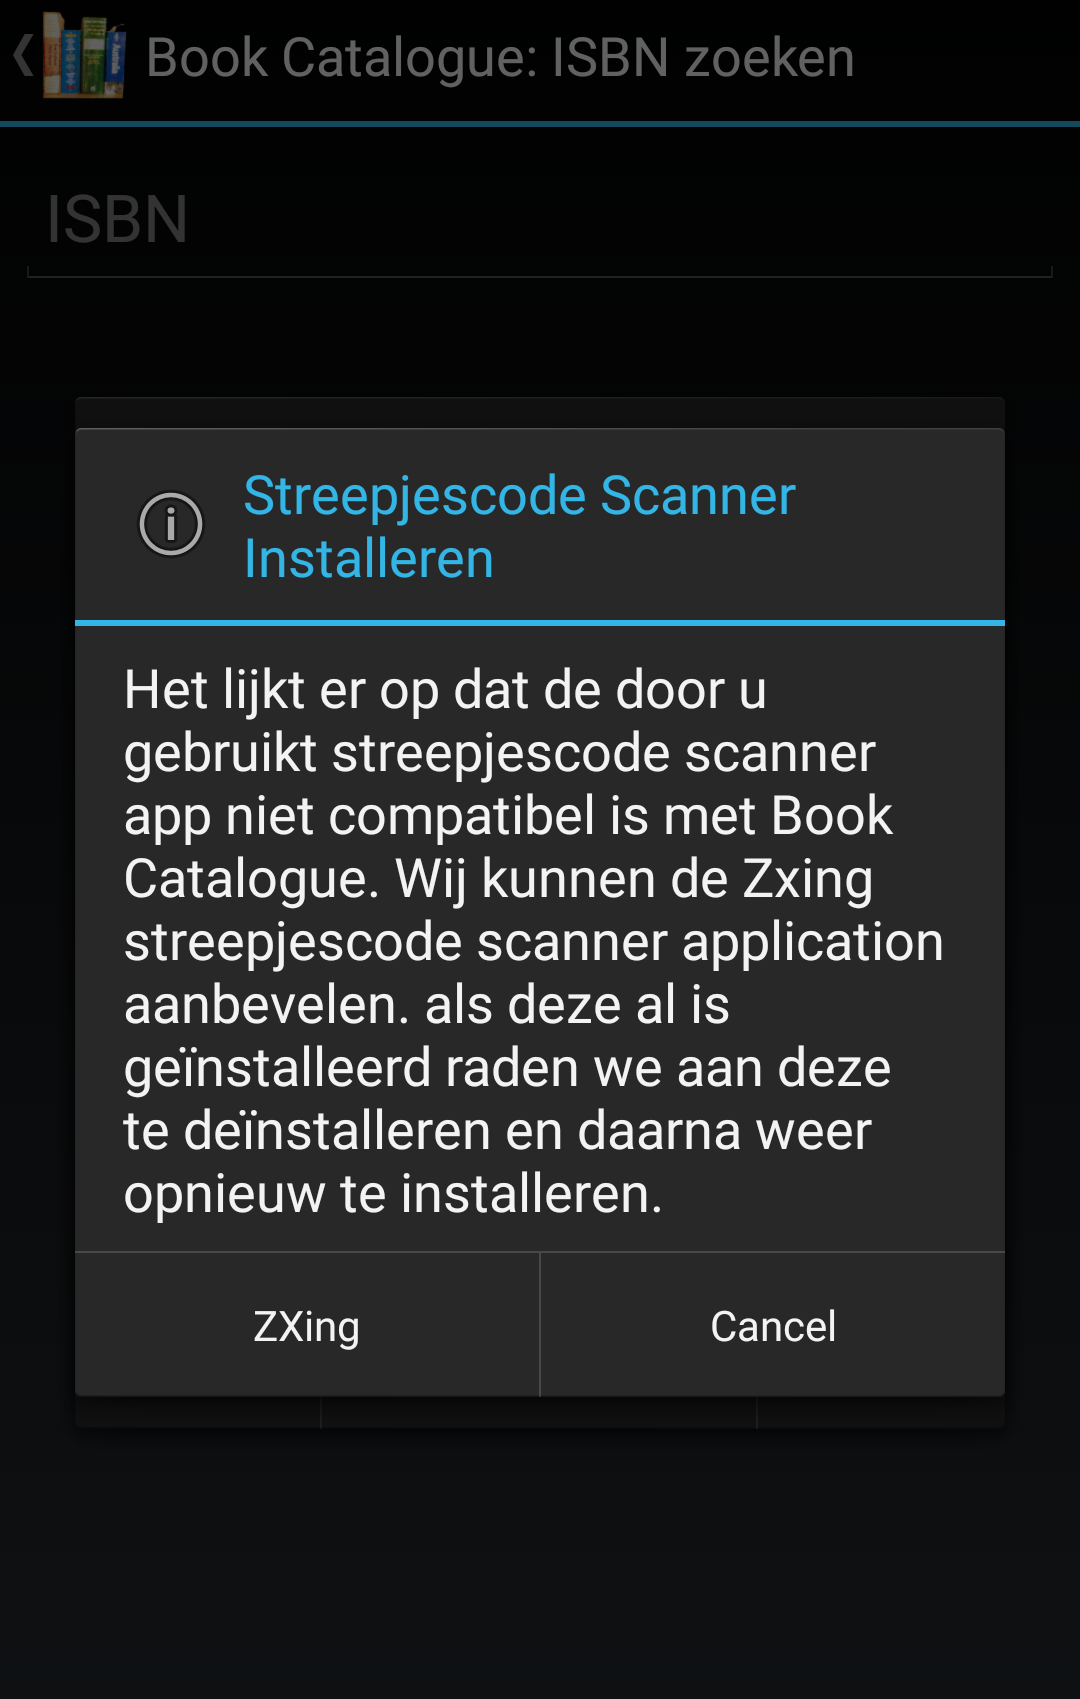 Book Catalogue: ISBN zoeken
ISBN
Streepjescode Scanner
Installeren
Het lijkt er op dat de door u
gebruikt streepjescode scanner
app niet compatibel is met Book
Catalogue. Wij kunnen de Zxing
streepjescode scanner application
aanbevelen. als deze al is
geïnstalleerd raden we aan deze
te deïnstalleren en daarna weer
opnieuw te installeren.
ZXing
Cancel